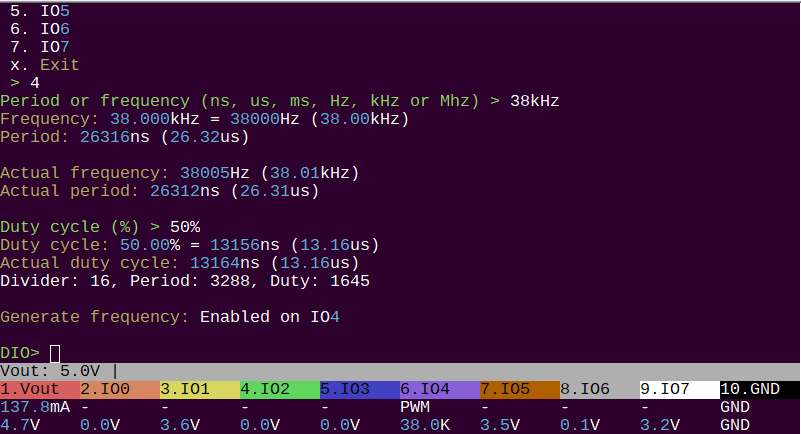 5. IO5
6. IO6
7. IO7
x. Exit
> 4
Period or frequency (ns, us, ms, Hz, kHz or Mhz) > 38kHz
Frequency: 38.000kHz = 38000Hz (38.00kHz)
Period: 26316ns (26.32us)
Actual frequency: 38005Hz (38.01kHz)
Actual period: 26312ns (26.31us)
Duty cycle (%) > 50%
Duty cycle: 50.00% = 13156ns (13.16us)
Actual duty cycle: 13164ns (13.16us)
Divider: 16, Period: 3288, Duty: 1645
Generate frequency: Enabled on IO4
DIO>
Vout: 5.0V |
1.Vout 2.IO0 3.IO1 4.IO2 5.IO3 6.IO4 7.IO5 8.IO6 9.IO7 10.GND
137.8mA - - - - PWM - - - GND
4.7V 0.0V 3.6V 0.0V 0.0V 38.0K 3.5V 0.1V 3.2V GND